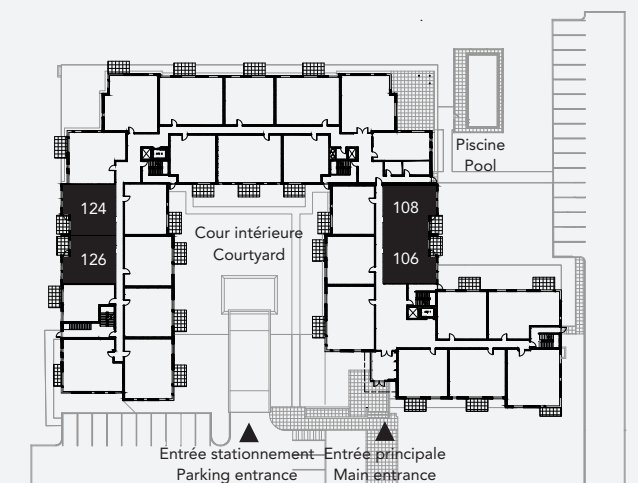 Piscine
Pool
124
108
Cour intérieure
Courtyard
126
106
Entrée stationnement
Parking entrance
Entrée principale
Main entrance